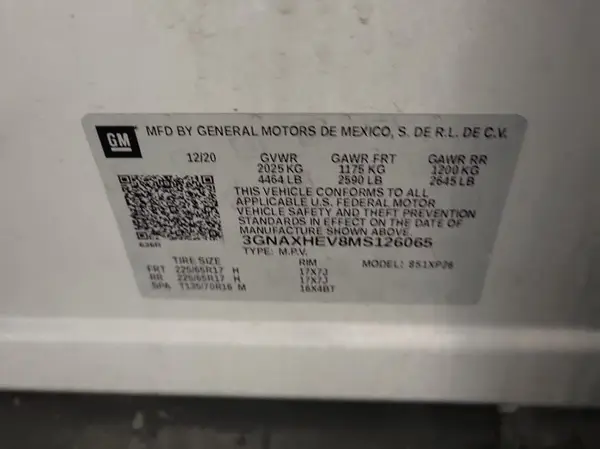 GM MFD BY GENERAL MOTORS DE MEXICO, S. DE R.L. DE C.V.
12/20 GVWR GAWR FRT GAWR RR
2025 KG 1175 KG 1200 KG
4464 LB 2590 LB 2645 LB
THIS VEHICLE CONFORMS TO ALL
APPLICABLE U.S. FEDERAL MOTOR
VEHICLE SAFETY AND THEFT PREVENTION
STANDARDS IN EFFECT ON THE DATE OF
MANUFACTURE SHOWN ABOVE.
3GNAXHEV8MS126065
TYPE: M.P.V.
TIRE SIZE RIM MODEL: 851XP26
FRT 225/65R17 H 17X7J
RR 225/65R17 H 17X7J
SPA T135/70R16 M 16X4BT